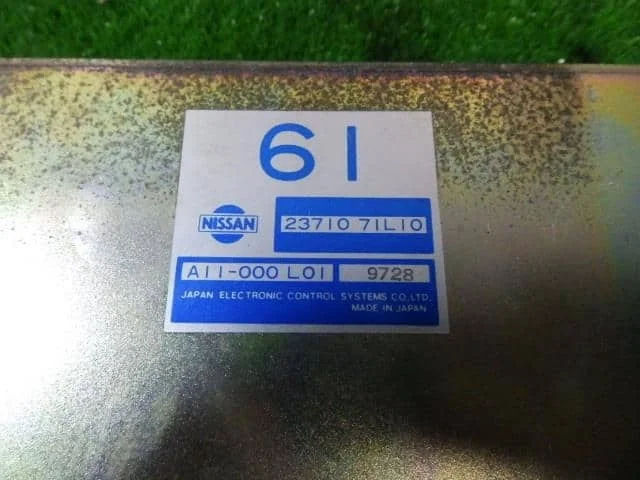 61
NISSAN 23710 71L10
A11-000 L01 9728
JAPAN ELECTRONIC CONTROL SYSTEMS CO.,LTD.
MADE IN JAPAN